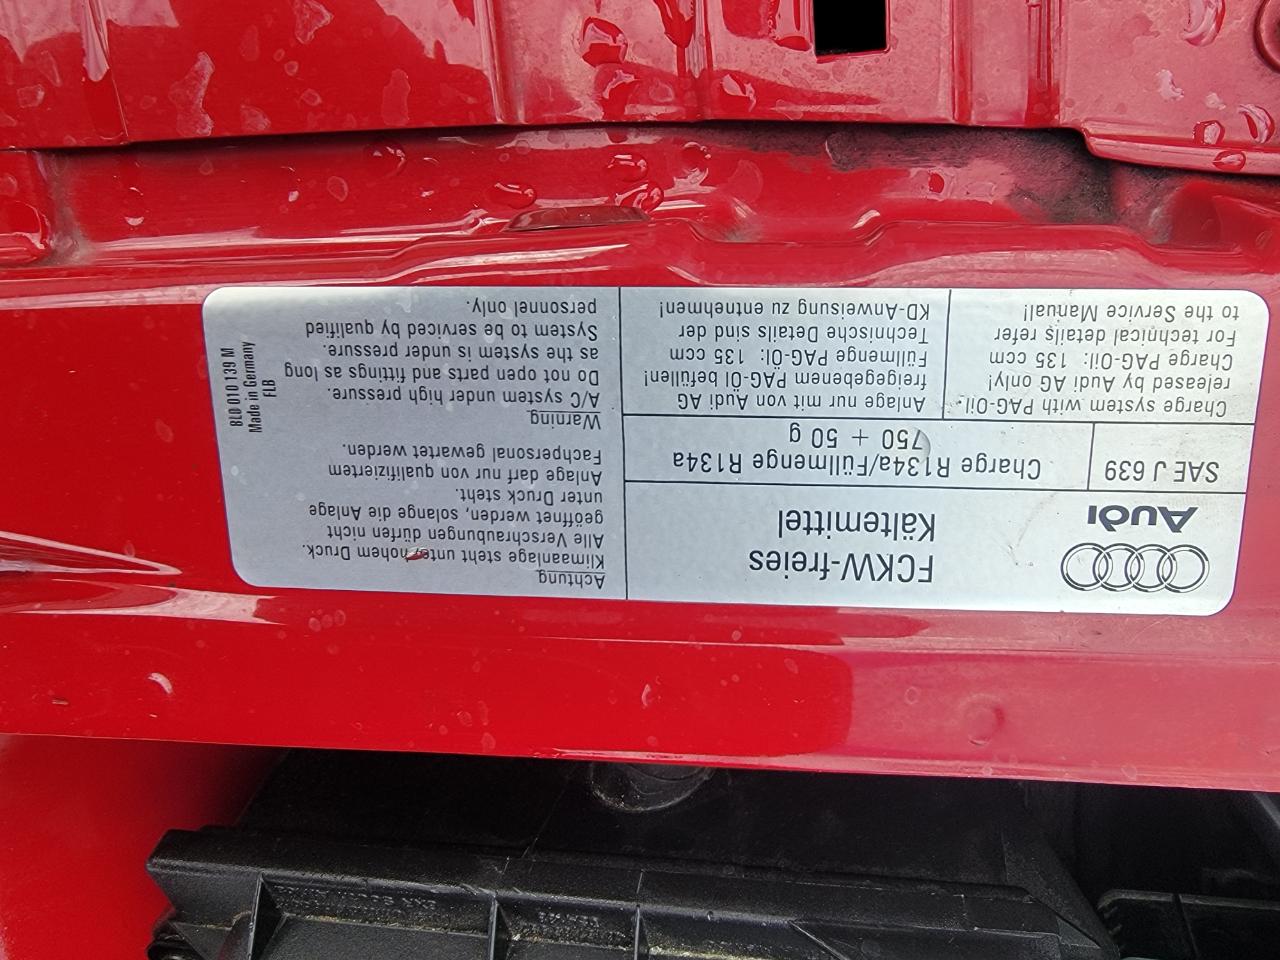 Audi
FCKW-freies
Kältemittel
SAE J 639
Charge R134a/Füllmenge R134a
750 + 50 g
Charge system with PAG-Oil
released by Audi AG only!
Charge PAG-Oil: 135 ccm
For technical details refer
to the Service Manual!
Anlage nur mit von Audi AG
freigegebenem PAG-Öl befüllen!
Füllmenge PAG-Öl: 135 ccm
Technische Details sind der
KD-Anweisung zu entnehmen!
Achtung
Klimaanlage steht unter hohem Druck.
Alle Verschraubungen dürfen nicht
geöffnet werden, solange die Anlage
unter Druck steht.
Anlage darf nur von qualifiziertem
Fachpersonal gewartet werden.
Warning
A/C system under high pressure.
Do not open parts and fittings as long
as the system is under pressure.
System to be serviced by qualified
personnel only.
8L0 010 139 M
Made in Germany
FLB